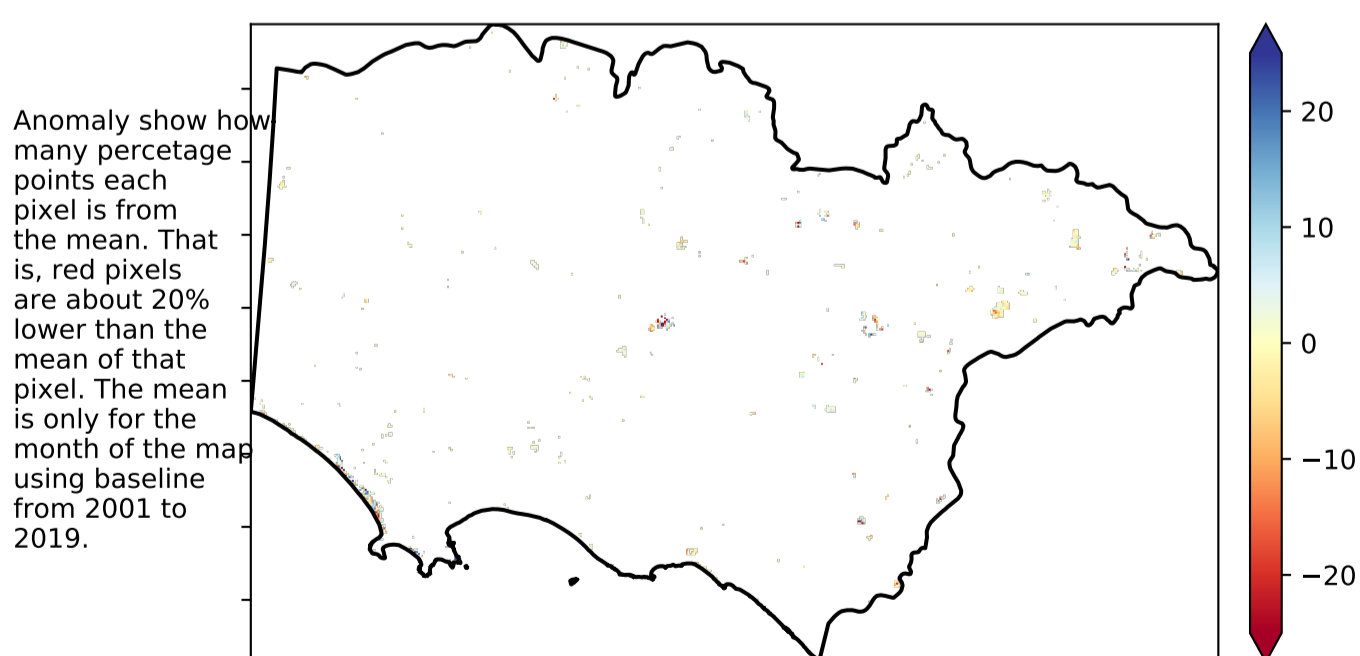 Anomaly show how
many percetage
points each
pixel is from
the mean. That
is, red pixels
are about 20%
lower than the
mean of that
pixel. The mean
is only for the
month of the map
using baseline
from 2001 to
2019.
20
10
0
−10
−20